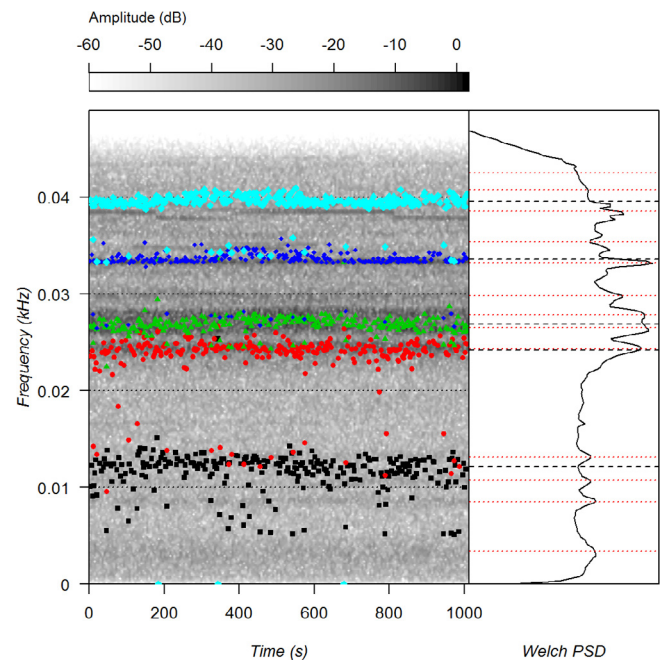 Amplitude (dB)
-60 -50 -40 -30 -20 -10 0
Frequency (kHz)
0.04
0.03
0.02
0.01
0
0 200 400 600 800 1000
Time (s)
Welch PSD